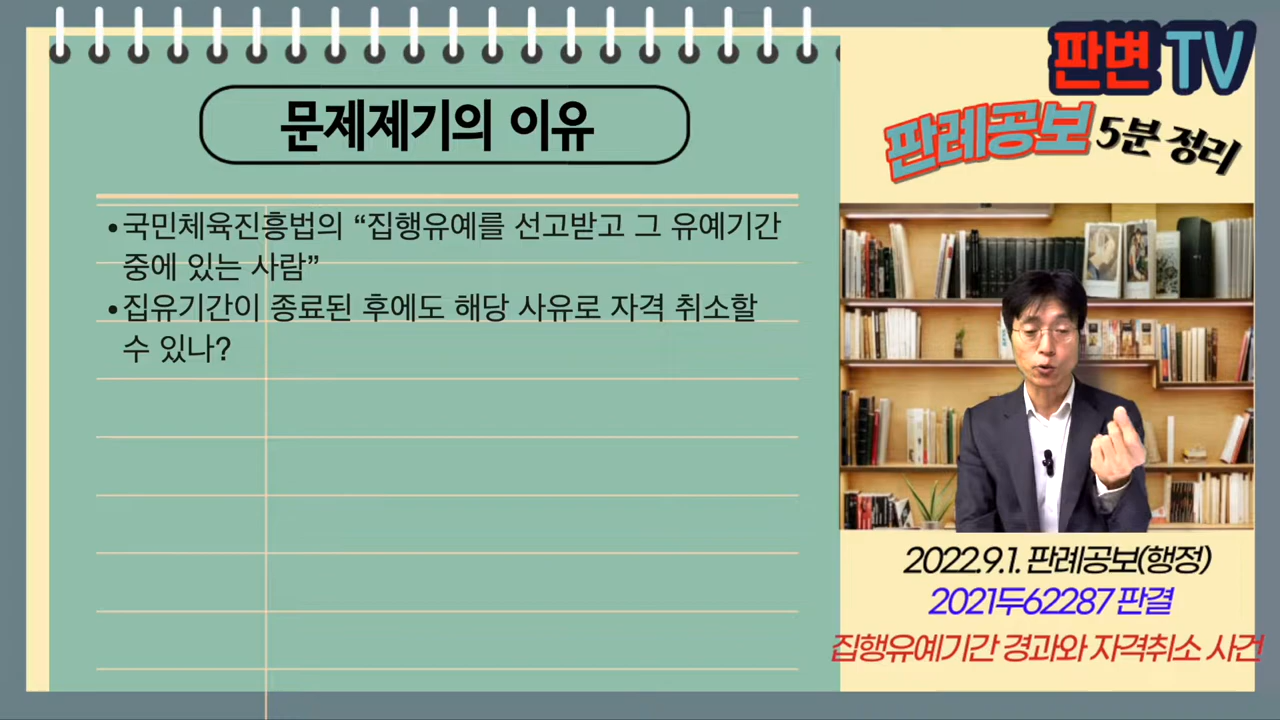 문제제기의 이유
•국민체육진흥법의 “집행유예를 선고받고 그 유예기간
중에 있는 사람”
•집유기간이 종료된 후에도 해당 사유로 자격 취소할
수 있나?
판변 TV
판례공보 5분 정리
2022.9.1. 판례공보(행정)
2021두62287 판결
집행유예기간 경과와 자격취소 사건